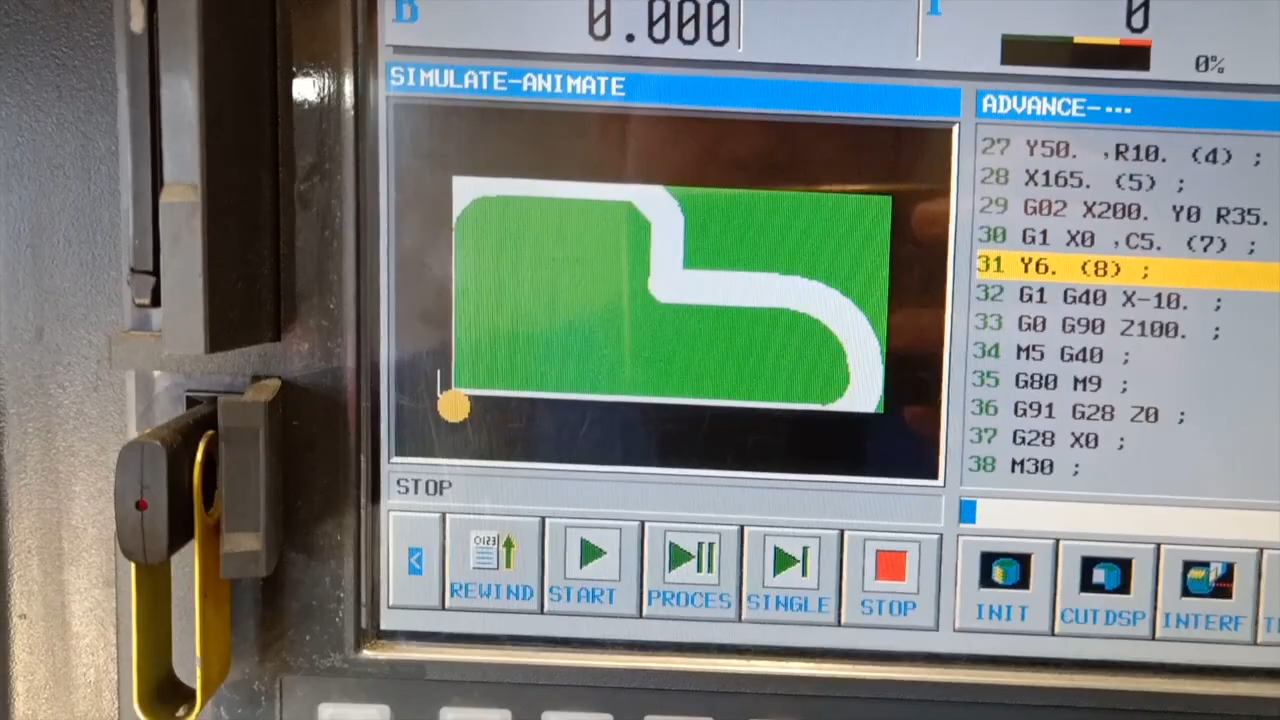 B 0.000 0
0%
SIMULATE-ANIMATE
ADVANCE-...
27 Y50. ,R10. (4) ;
28 X165. (5) ;
29 G02 X200. Y0 R35.
30 G1 X0 ,C5. (7) ;
31 Y6. (8) ;
32 G1 G40 X-10. ;
33 G0 G90 Z100. ;
34 M5 G40 ;
35 G80 M9 ;
36 G91 G28 Z0 ;
37 G28 X0 ;
38 M30 ;
STOP
<
0123
REWIND
START
PROCES
SINGLE
STOP
INIT
CUTDSP
INTERF